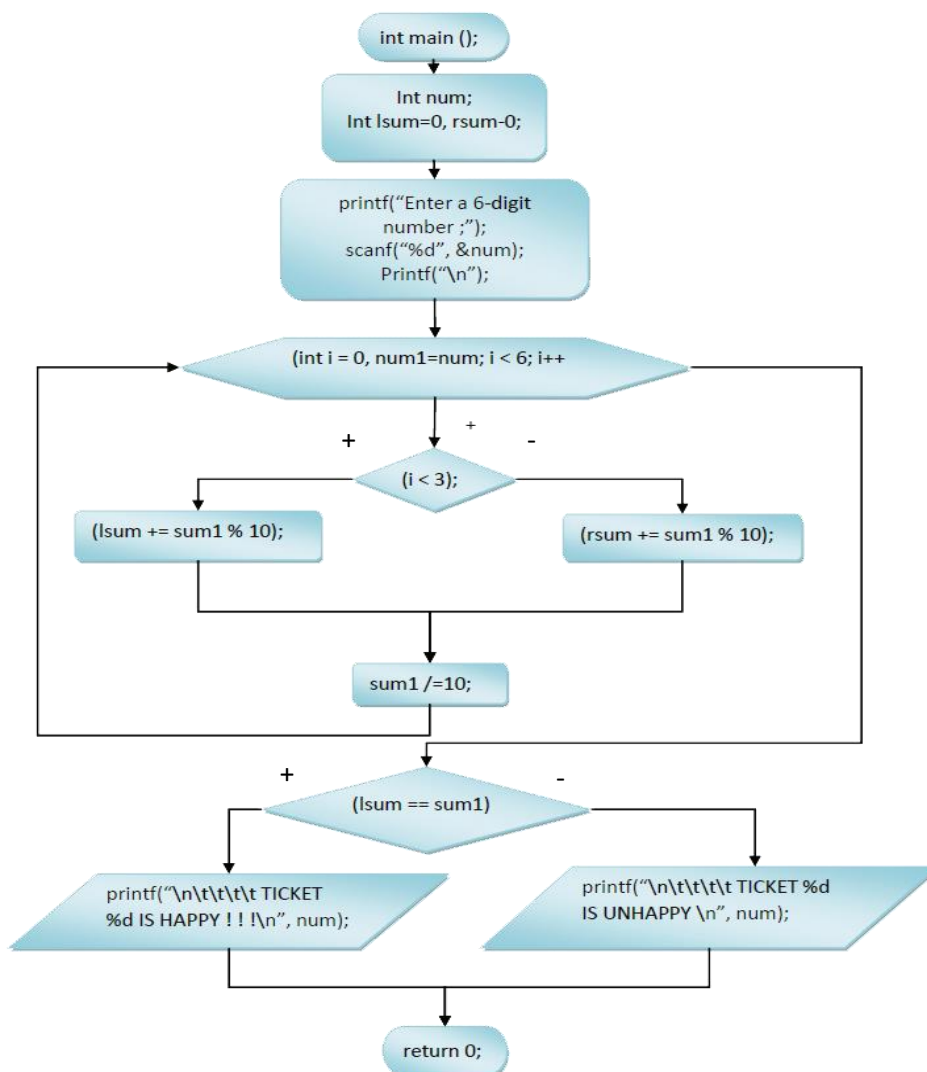 int main ();
Int num;
Int lsum=0, rsum-0;
printf(“Enter a 6-digit
number ;”);
scanf(“%d”, &num);
Printf(“\n”);
(int i = 0, num1=num; i < 6; i++
+
+
-
(i < 3);
(lsum += sum1 % 10);
(rsum += sum1 % 10);
sum1 /=10;
+
-
(lsum == sum1)
printf(“\n\t\t\t\t TICKET
%d IS HAPPY ! ! !\n”, num);
printf(“\n\t\t\t\t TICKET %d
IS UNHAPPY \n”, num);
return 0;